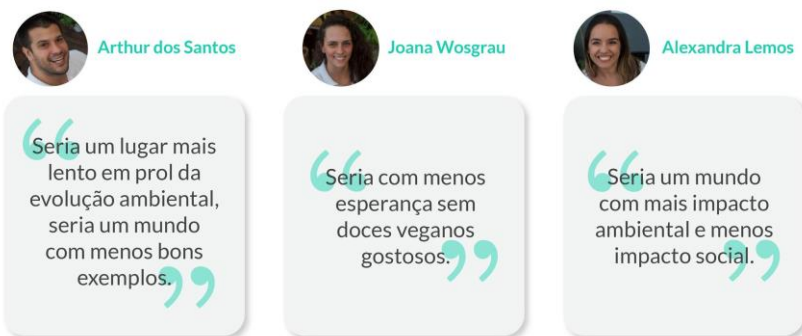 Arthur dos Santos
Seria um lugar mais
lento em prol da
evolução ambiental,
seria um mundo
com menos bons
exemplos.
Joana Wosgrau
Seria com menos
esperança sem
doces veganos
gostosos.
Alexandra Lemos
Seria um mundo
com mais impacto
ambiental e menos
impacto social.